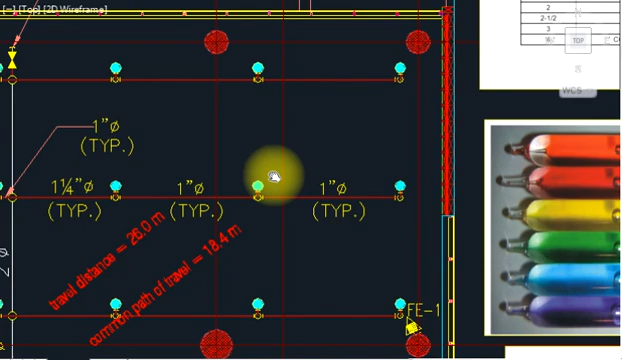 [−] [Top] [2D Wireframe]
2
2-1/2
3
TOP
WCS
1"ø
(TYP.)
1¼"ø
(TYP.)
1"ø
(TYP.)
1"ø
(TYP.)
travel distance = 26.0 m
common path of travel = 18.4 m
2"ø
FE-1